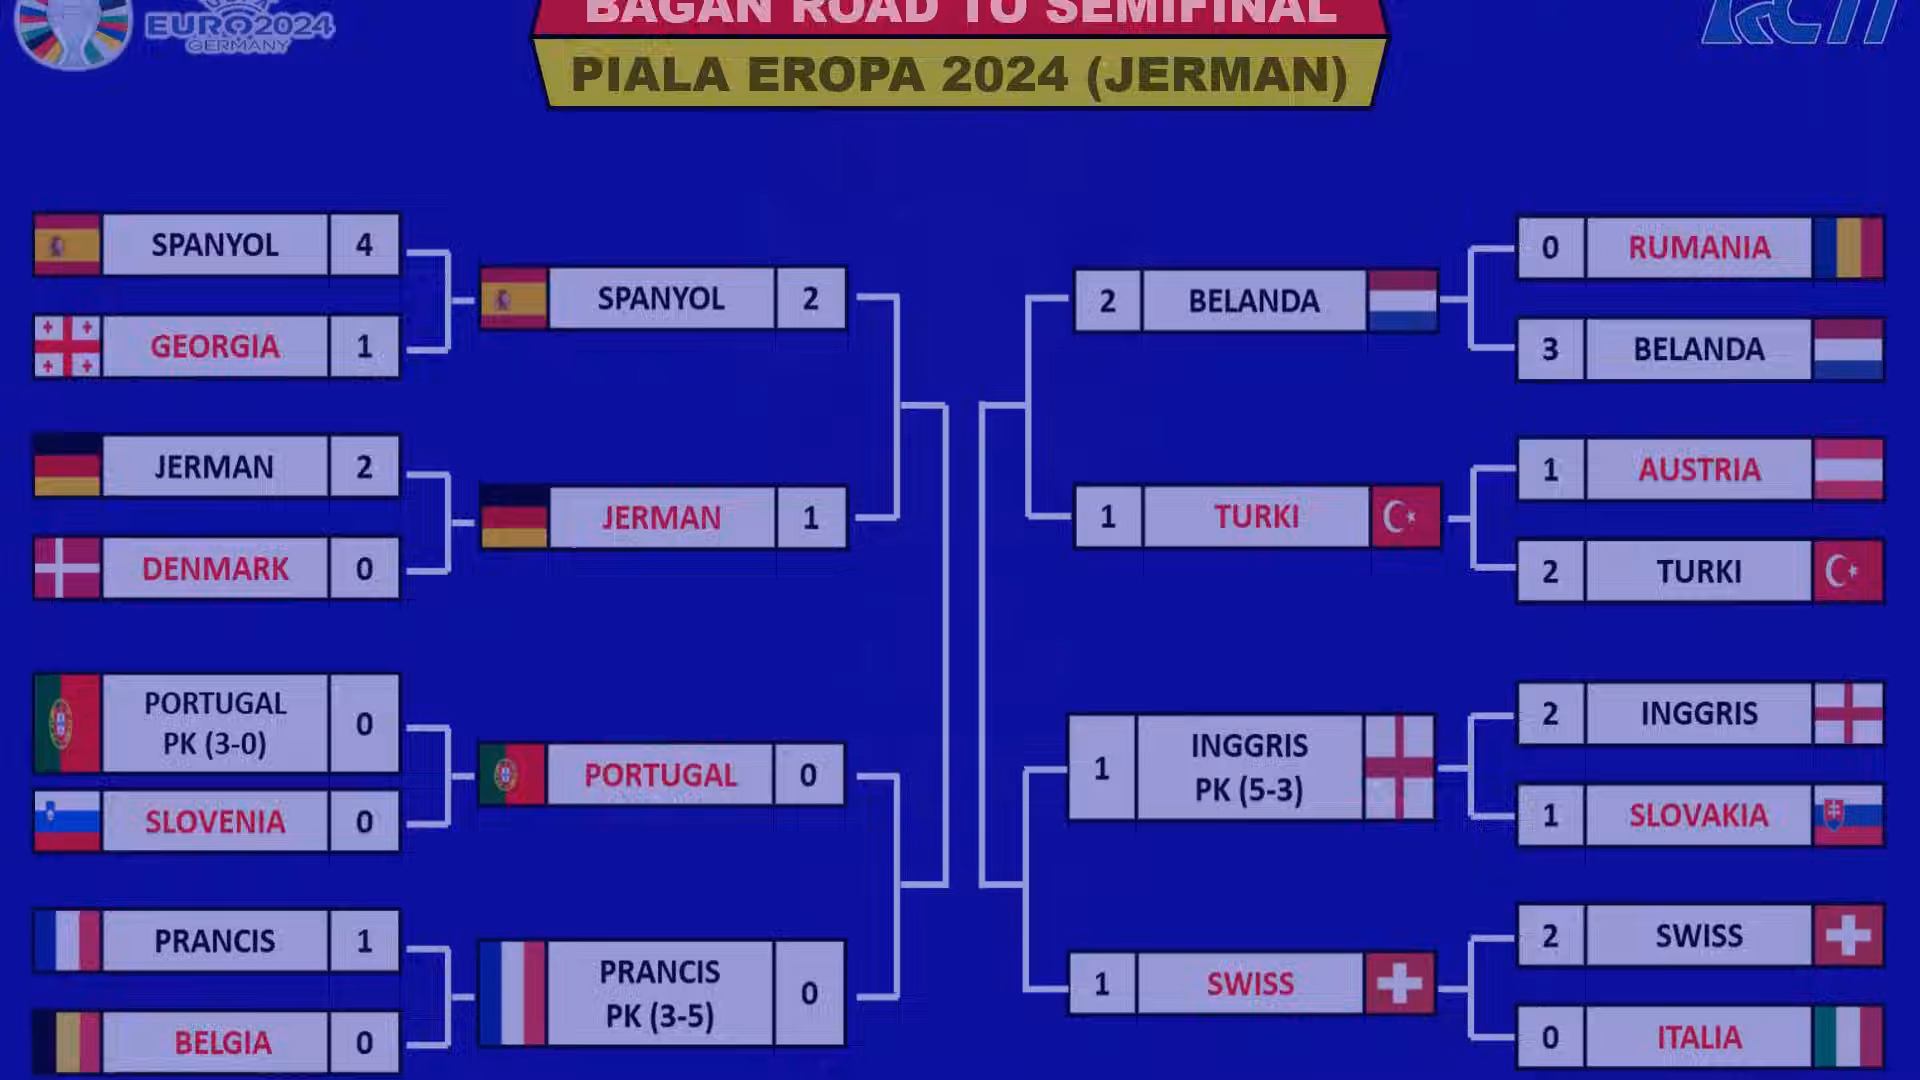 EURO2024
GERMANY
BAGAN ROAD TO SEMIFINAL
PIALA EROPA 2024 (JERMAN)
RCTI
SPANYOL 4
GEORGIA 1
JERMAN 2
DENMARK 0
PORTUGAL
PK (3-0)
0
SLOVENIA 0
PRANCIS 1
BELGIA 0
SPANYOL 2
JERMAN 1
PORTUGAL 0
PRANCIS
PK (3-5)
0
2 BELANDA
1 TURKI
1
INGGRIS
PK (5-3)
1 SWISS
0 RUMANIA
3 BELANDA
1 AUSTRIA
2 TURKI
2 INGGRIS
1 SLOVAKIA
2 SWISS
0 ITALIA